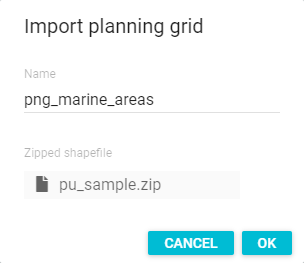 Import planning grid
Name
png_marine_areas
Zipped shapefile
pu_sample.zip
CANCEL OK